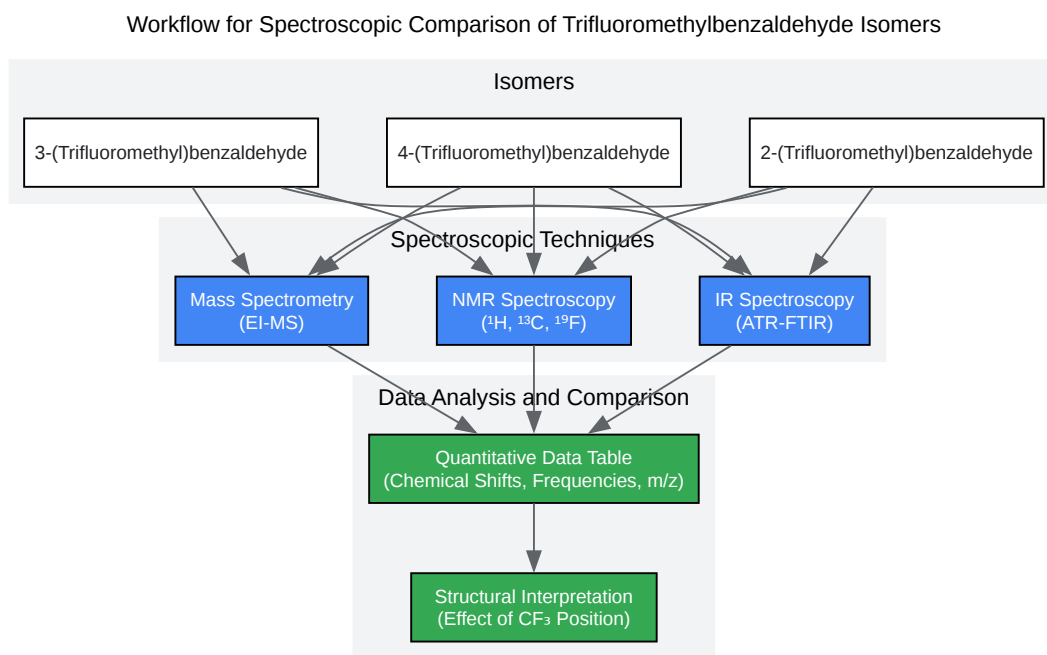 Workflow for Spectroscopic Comparison of Trifluoromethylbenzaldehyde Isomers
Isomers
3-(Trifluoromethyl)benzaldehyde
4-(Trifluoromethyl)benzaldehyde
2-(Trifluoromethyl)benzaldehyde
Spectroscopic Techniques
Mass Spectrometry
(EI-MS)
NMR Spectroscopy
(¹H, ¹³C, ¹⁹F)
IR Spectroscopy
(ATR-FTIR)
Data Analysis and Comparison
Quantitative Data Table
(Chemical Shifts, Frequencies, m/z)
Structural Interpretation
(Effect of CF₃ Position)